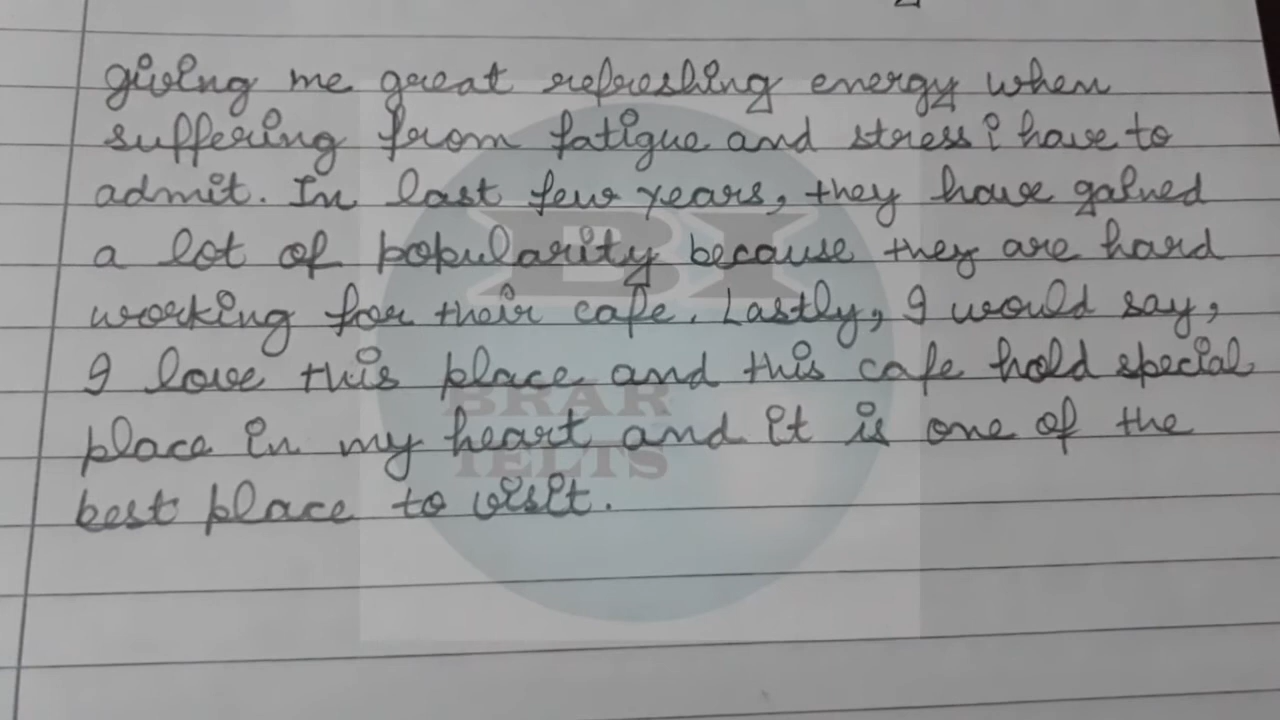 giving me great refreshing energy when
suffering from fatigue and stress i have to
admit. In last few years, they have gained
a lot of popularity because they are hard
working for their cafe. Lastly, I would say,
I love this place and this cafe hold special
place in my heart and it is one of the
best place to visit.
BI
BRAR
IELTS